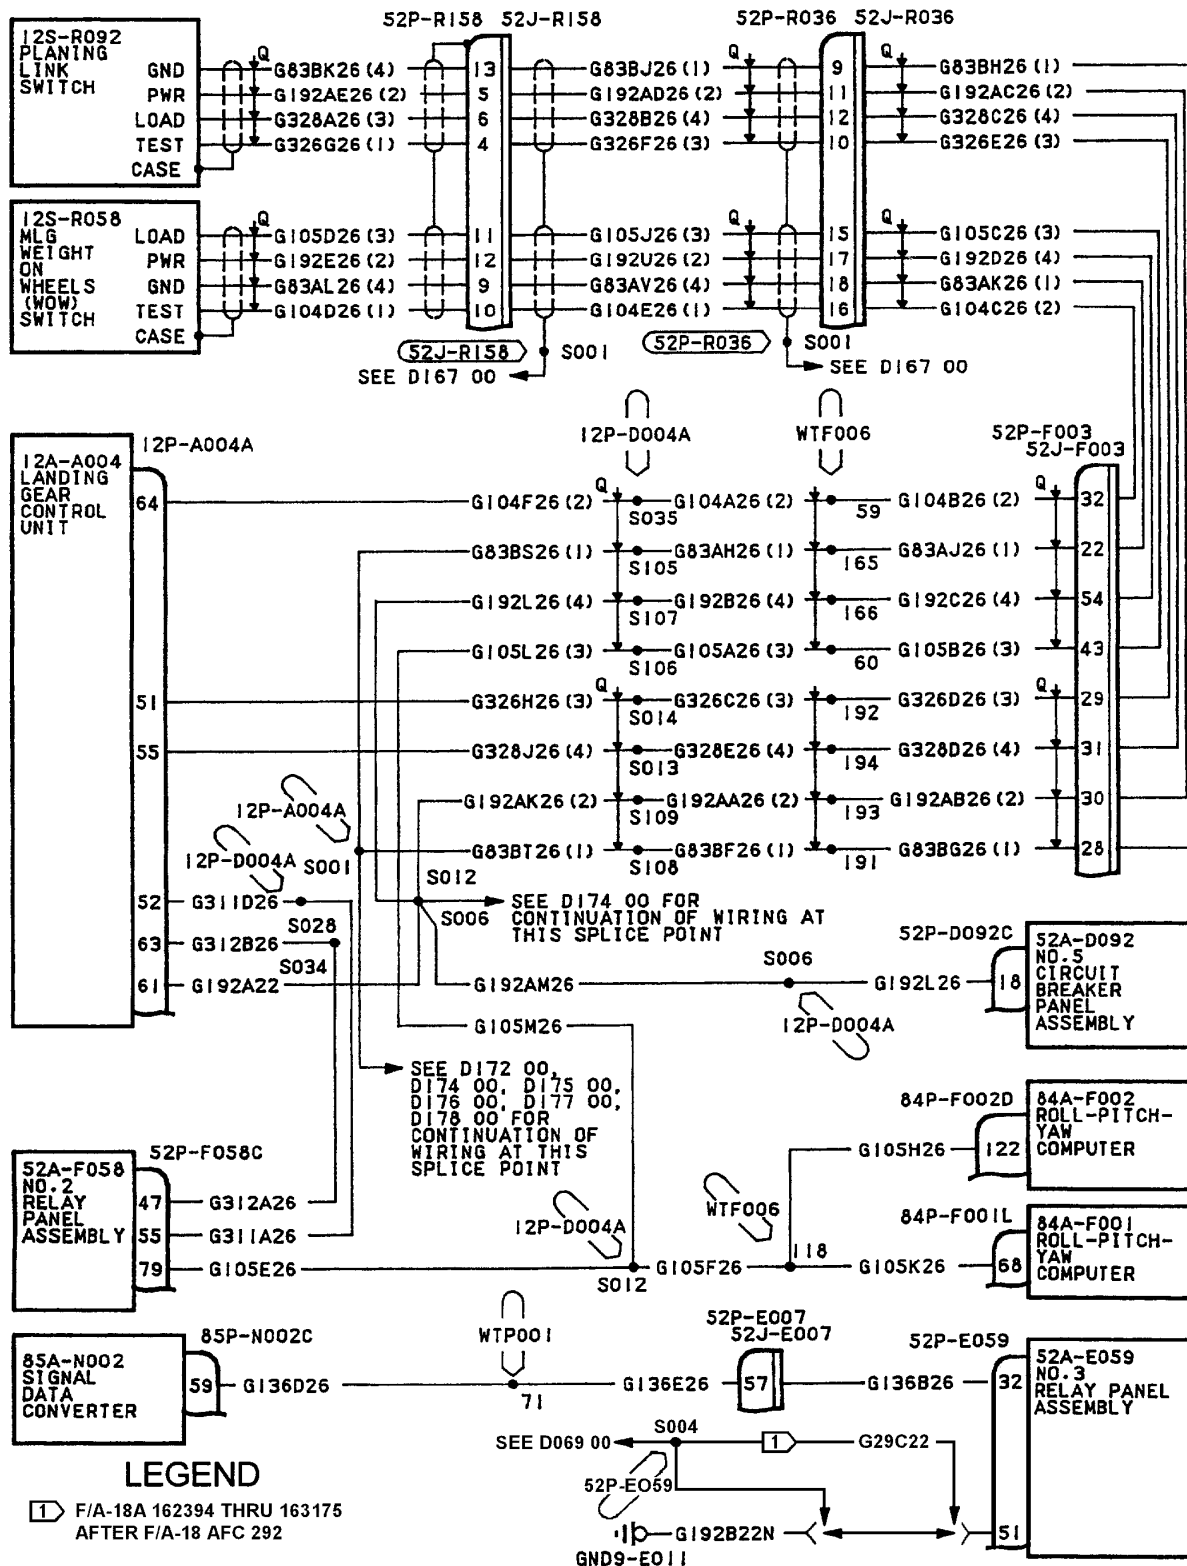 52P-R158 52J-R158 52P-R036 52J-R036
12S-R092
PLANING
LINK
SWITCH
GND
PWR
LOAD
TEST
CASE
Q G83BK26 (4) 13 G83BJ26 (1) Q 9 Q G83BH26 (1)
G192AE26 (2) 5 G192AD26 (2) 11 G192AC26 (2)
G328A26 (3) 6 G328B26 (4) 12 G328C26 (4)
G326G26 (1) 4 G326F26 (3) 10 G326E26 (3)
12S-R058
MLG
WEIGHT
ON
WHEELS
(WOW)
SWITCH
LOAD
PWR
GND
TEST
CASE
Q G105D26 (3) 11 G105J26 (3) Q 15 Q G105C26 (3)
G192E26 (2) 12 G192U26 (2) 17 G192D26 (4)
G83AL26 (4) 9 G83AV26 (4) 18 G83AK26 (1)
G104D26 (1) 10 G104E26 (1) 16 G104C26 (2)
52J-R158 S001 52P-R036 S001
SEE D167 00 SEE D167 00
12P-A004A 12P-D004A WTF006 52P-F003
52J-F003
12A-A004
LANDING
GEAR
CONTROL
UNIT
64 G104F26 (2) Q S035 G104A26 (2) 59 G104B26 (2) Q 32
G83BS26 (1) S105 G83AH26 (1) 165 G83AJ26 (1) 22
G192L26 (4) S107 G192B26 (4) 166 G192C26 (4) 54
G105L26 (3) S106 G105A26 (3) 60 G105B26 (3) 43
51 G326H26 (3) Q S014 G326C26 (3) 192 G326D26 (3) Q 29
55 G328J26 (4) S013 G328E26 (4) 194 G328D26 (4) 31
12P-A004A G192AK26 (2) S109 G192AA26 (2) 193 G192AB26 (2) 30
12P-D004A S001 G83BT26 (1) S108 G83BF26 (1) 191 G83BG26 (1) 28
S012
52 G311D26 S028 S006
SEE D174 00 FOR
CONTINUATION OF WIRING AT
THIS SPLICE POINT
63 G312B26 S034
61 G192A22
G192AM26 S006 G192L26 18
12P-D004A
52P-D092C
52A-D092
NO.5
CIRCUIT
BREAKER
PANEL
ASSEMBLY
G105M26
SEE D172 00,
D174 00, D175 00,
D176 00, D177 00,
D178 00 FOR
CONTINUATION OF
WIRING AT THIS
SPLICE POINT
84P-F002D
84A-F002
ROLL-PITCH-
YAW
COMPUTER
G105H26 122
52P-F058C
52A-F058
NO.2
RELAY
PANEL
ASSEMBLY
47 G312A26
55 G311A26
79 G105E26
12P-D004A WTF006
S012 G105F26 118 G105K26 68
84P-F001L
84A-F001
ROLL-PITCH-
YAW
COMPUTER
85P-N002C WTP001 52P-E007
52J-E007
52P-E059
85A-N002
SIGNAL
DATA
CONVERTER
59 G136D26 71 G136E26 57 G136B26 32
52A-E059
NO.3
RELAY PANEL
ASSEMBLY
SEE D069 00 S004 1 G29C22
52P-EO59
G192B22N 51
GND9-E011
LEGEND
1 F/A-18A 162394 THRU 163175
AFTER F/A-18 AFC 292